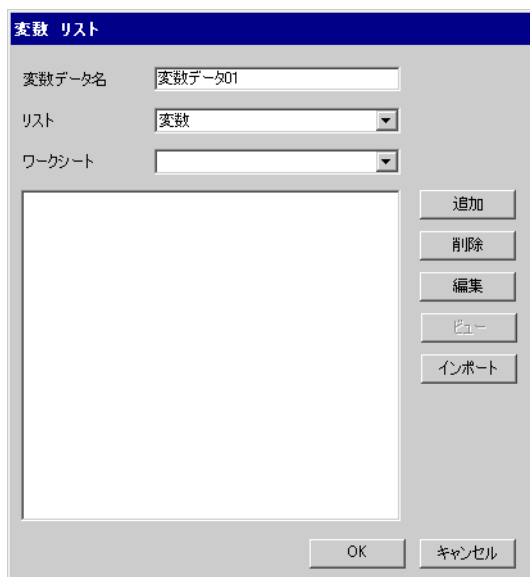 変数 リスト
変数データ名 変数データ01
リスト 変数
ワークシート
追加
削除
編集
ビュー
インポート
OK キャンセル